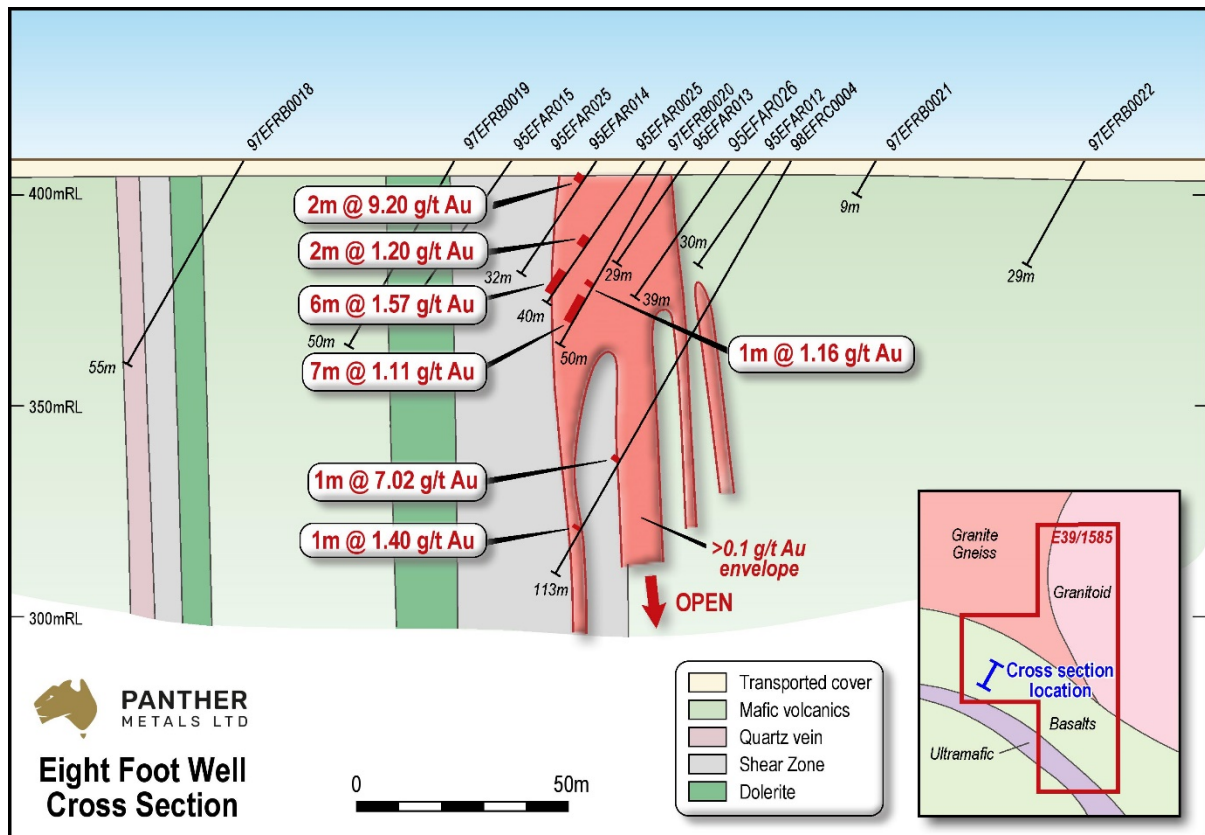 97EFRB0018
97EFRB0019
95EFAR015
95EFAR025
95EFAR014
95EFAR0025
97EFRB0020
95EFAR013
95EFAR026
95EFAR012
98EFRC0004
97EFRB0021
97EFRB0022
400mRL
2m @ 9.20 g/t Au
9m
2m @ 1.20 g/t Au
30m
32m
29m
29m
6m @ 1.57 g/t Au
39m
40m
50m
50m
1m @ 1.16 g/t Au
55m
7m @ 1.11 g/t Au
350mRL
1m @ 7.02 g/t Au
1m @ 1.40 g/t Au
>0.1 g/t Au
envelope
113m
OPEN
300mRL
PANTHER
METALS LTD
Eight Foot Well
Cross Section
0
50m
Transported cover
Mafic volcanics
Quartz vein
Shear Zone
Dolerite
Granite
Gneiss
E39/1585
Granitoid
Cross section
location
Basalts
Ultramafic